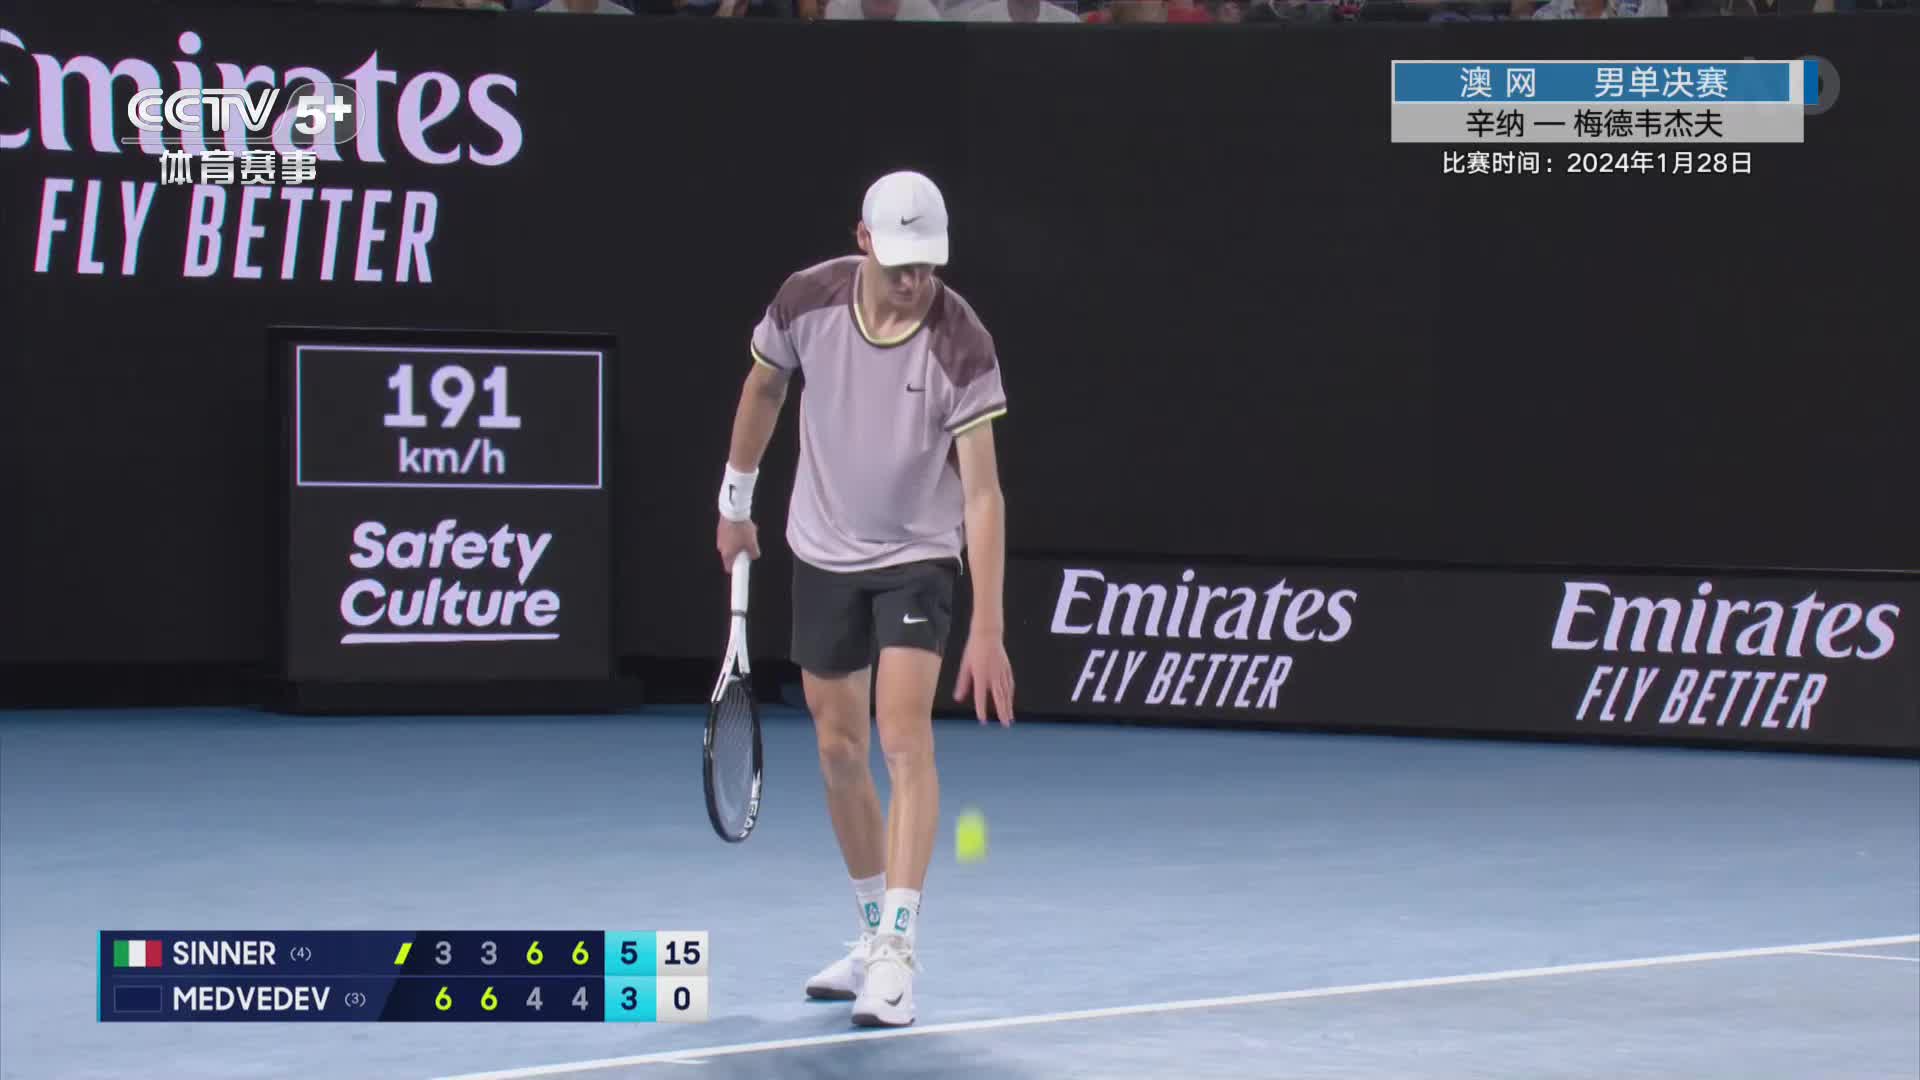 Emirates
FLY BETTER
CCTV 5+
体育赛事
澳网 男单决赛
辛纳 — 梅德韦杰夫
比赛时间：2024年1月28日
191
km/h
Safety
Culture
Emirates
FLY BETTER
Emirates
FLY BETTER
SINNER (4) 3 3 6 6 5 15
MEDVEDEV (3) 6 6 4 4 3 0